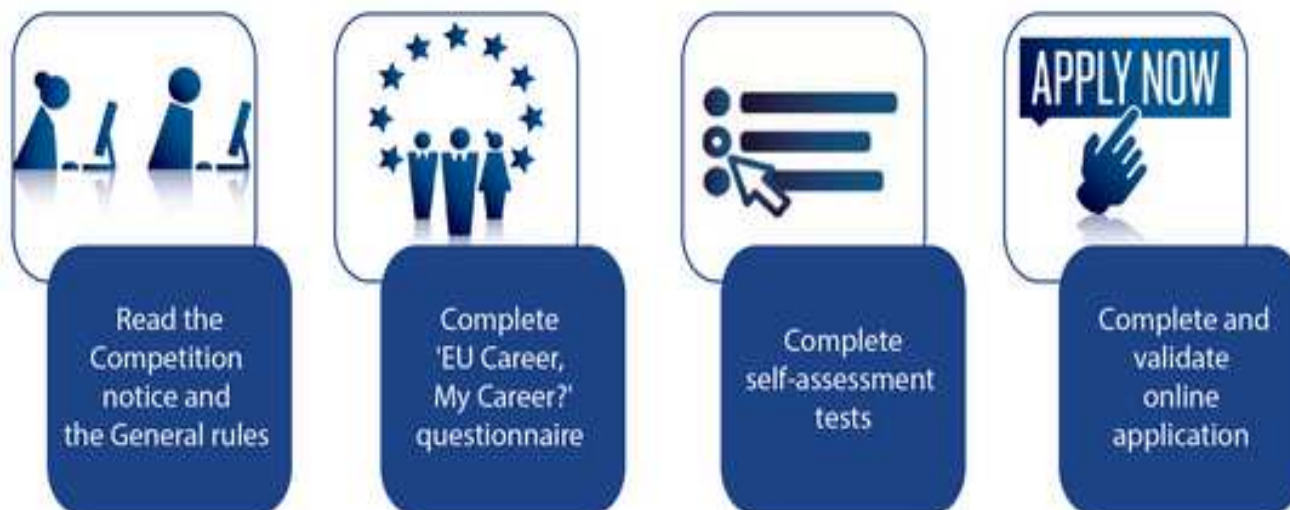 APPLY NOW
Read the
Competition
notice and
the General rules
Complete
'EU Career,
My Career?'
questionnaire
Complete
self-assessment
tests
Complete and
validate
online
application